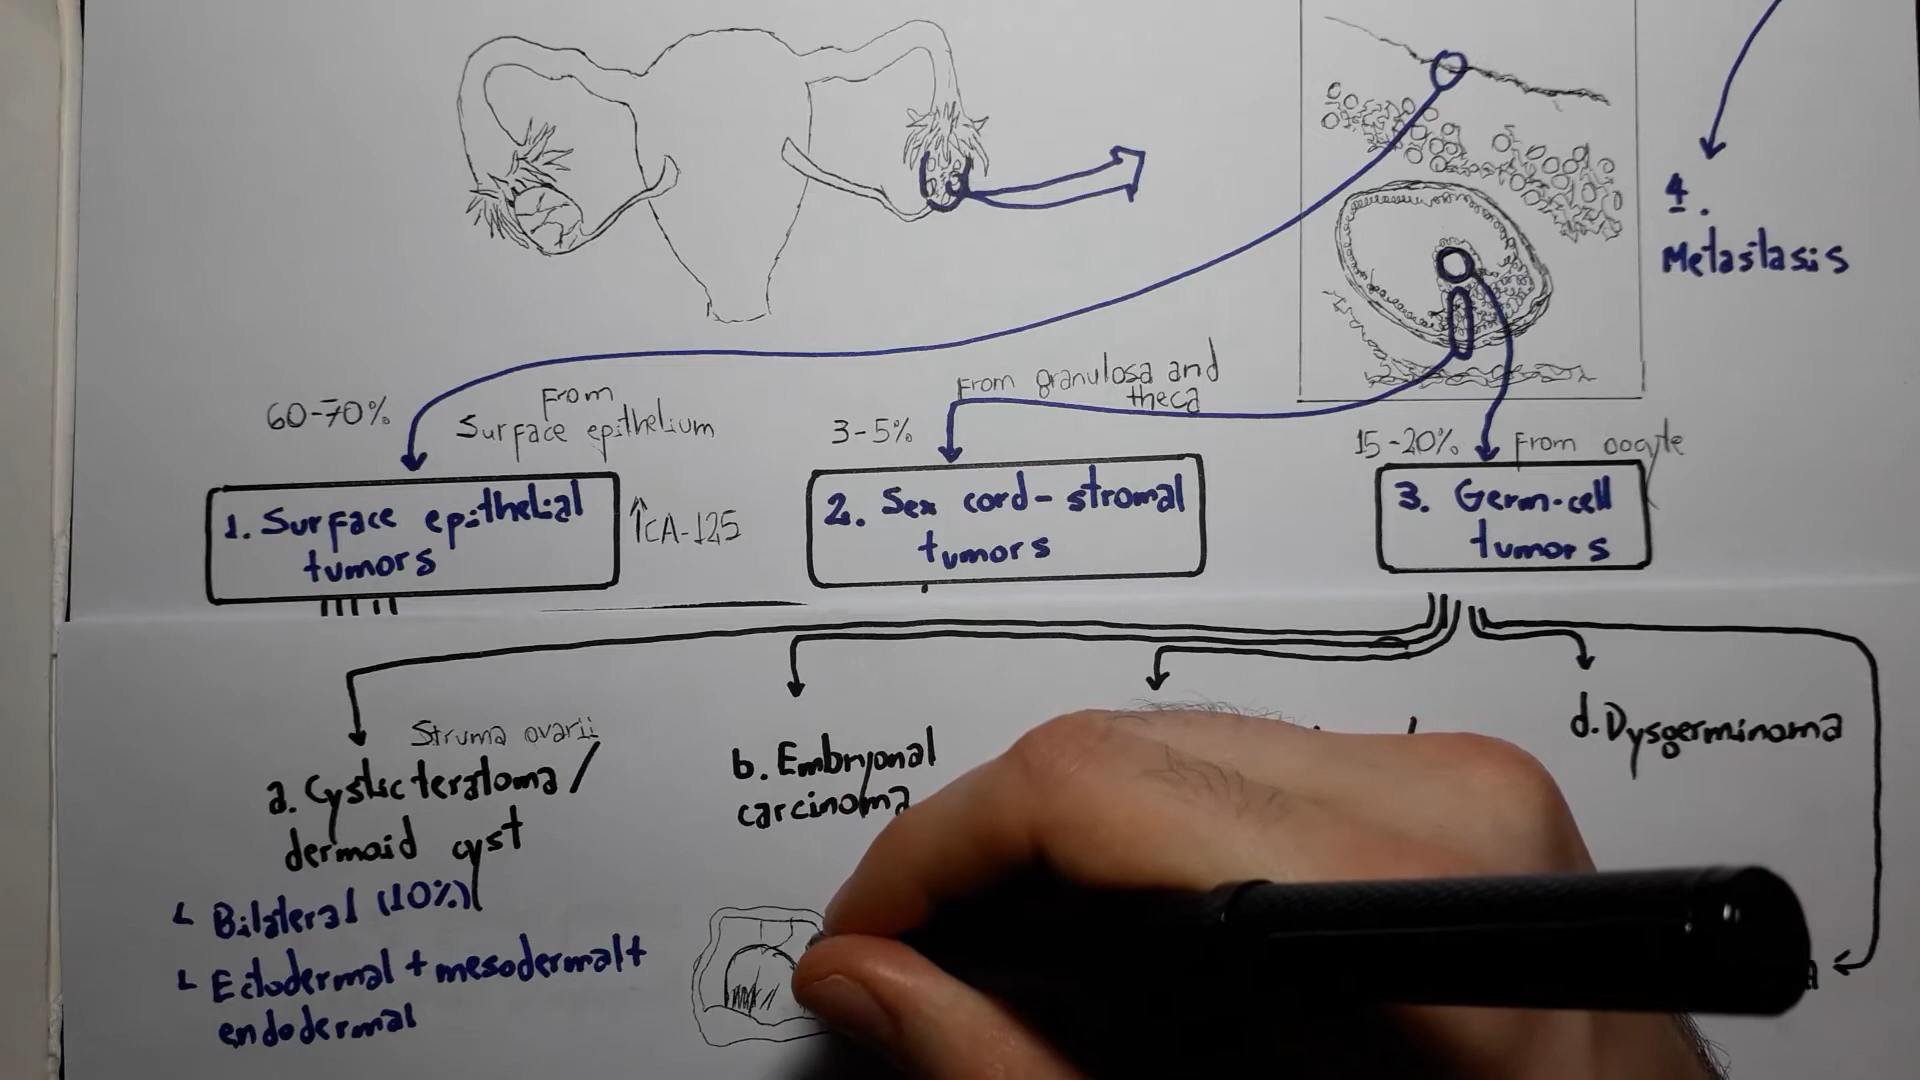 4.
Metastasis
From granulosa and
theca
60-70%
From
Surface epithelium
3-5%
15-20%
From oocyte
1. Surface epithelial
tumors
↑CA-125
2. Sex cord-stromal
tumors
3. Germ-cell
tumors
Struma ovarii
a. Cystic teratoma /
dermoid cyst
b. Embryonal
carcinoma
d. Dysgerminoma
Bilateral (10%)
Ectodermal + mesodermal +
endodermal